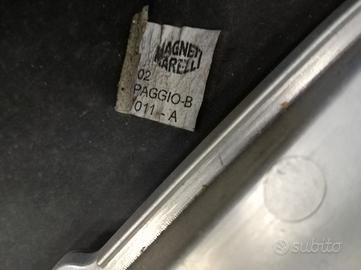 MAGNETI
MARELLI
02
PAGGIO-B
011 - A
subito